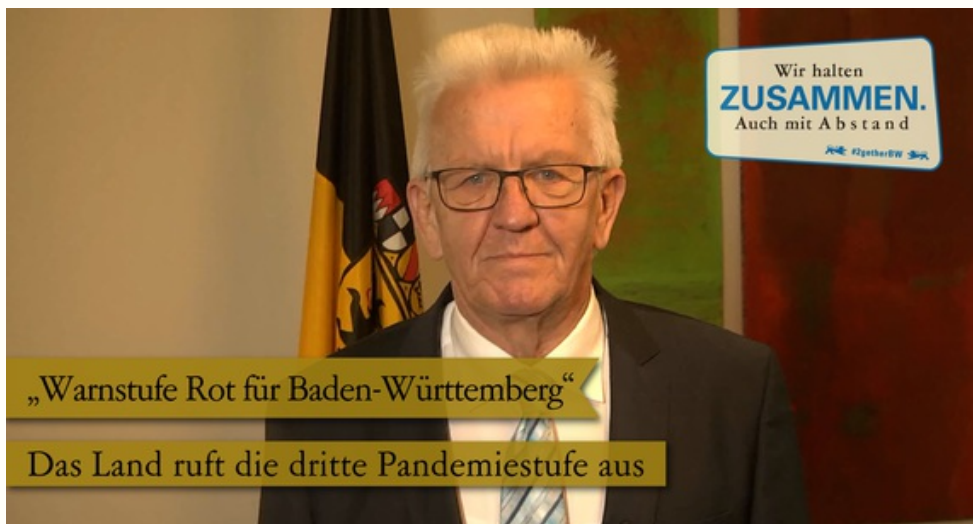 Wir halten
ZUSAMMEN.
Auch mit Abstand
#2getherBW
„Warnstufe Rot für Baden-Württemberg“
Das Land ruft die dritte Pandemiestufe aus